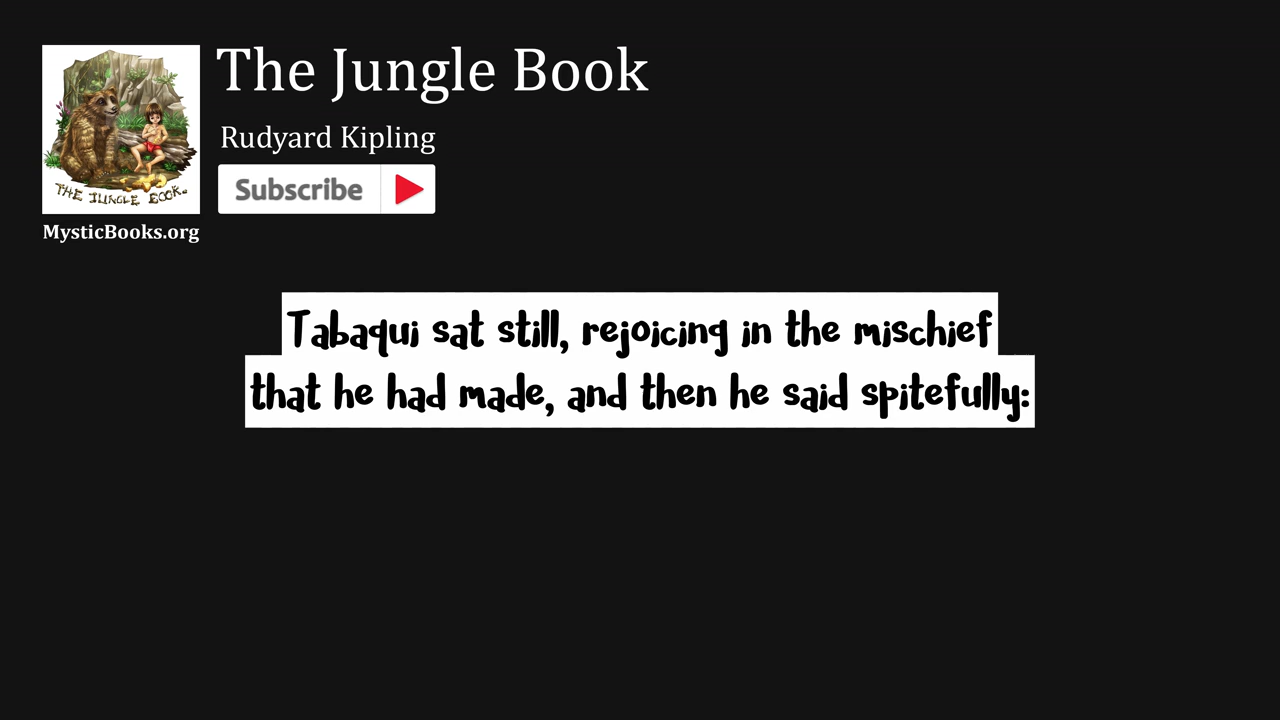 The Jungle Book
Rudyard Kipling
Subscribe
THE JUNGLE BOOK.
MysticBooks.org
Tabaqui sat still, rejoicing in the mischief
that he had made, and then he said spitefully: